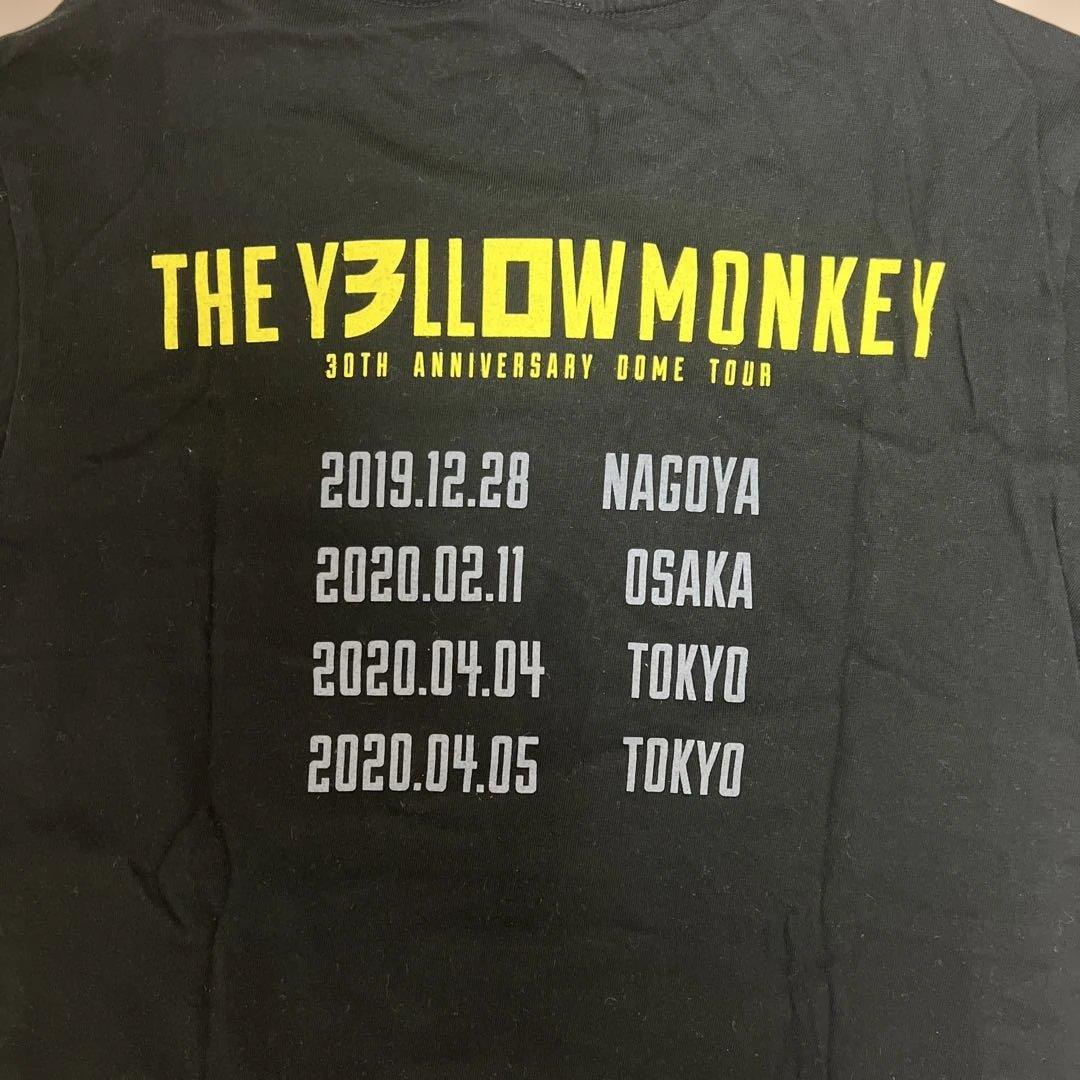 THE Y3LL0W MONKEY
30TH ANNIVERSARY DOME TOUR
2019.12.28 NAGOYA
2020.02.11 OSAKA
2020.04.04 TOKYO
2020.04.05 TOKYO